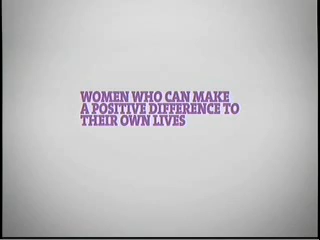 WOMEN WHO CAN MAKE
A POSITIVE DIFFERENCE TO
THEIR OWN LIVES